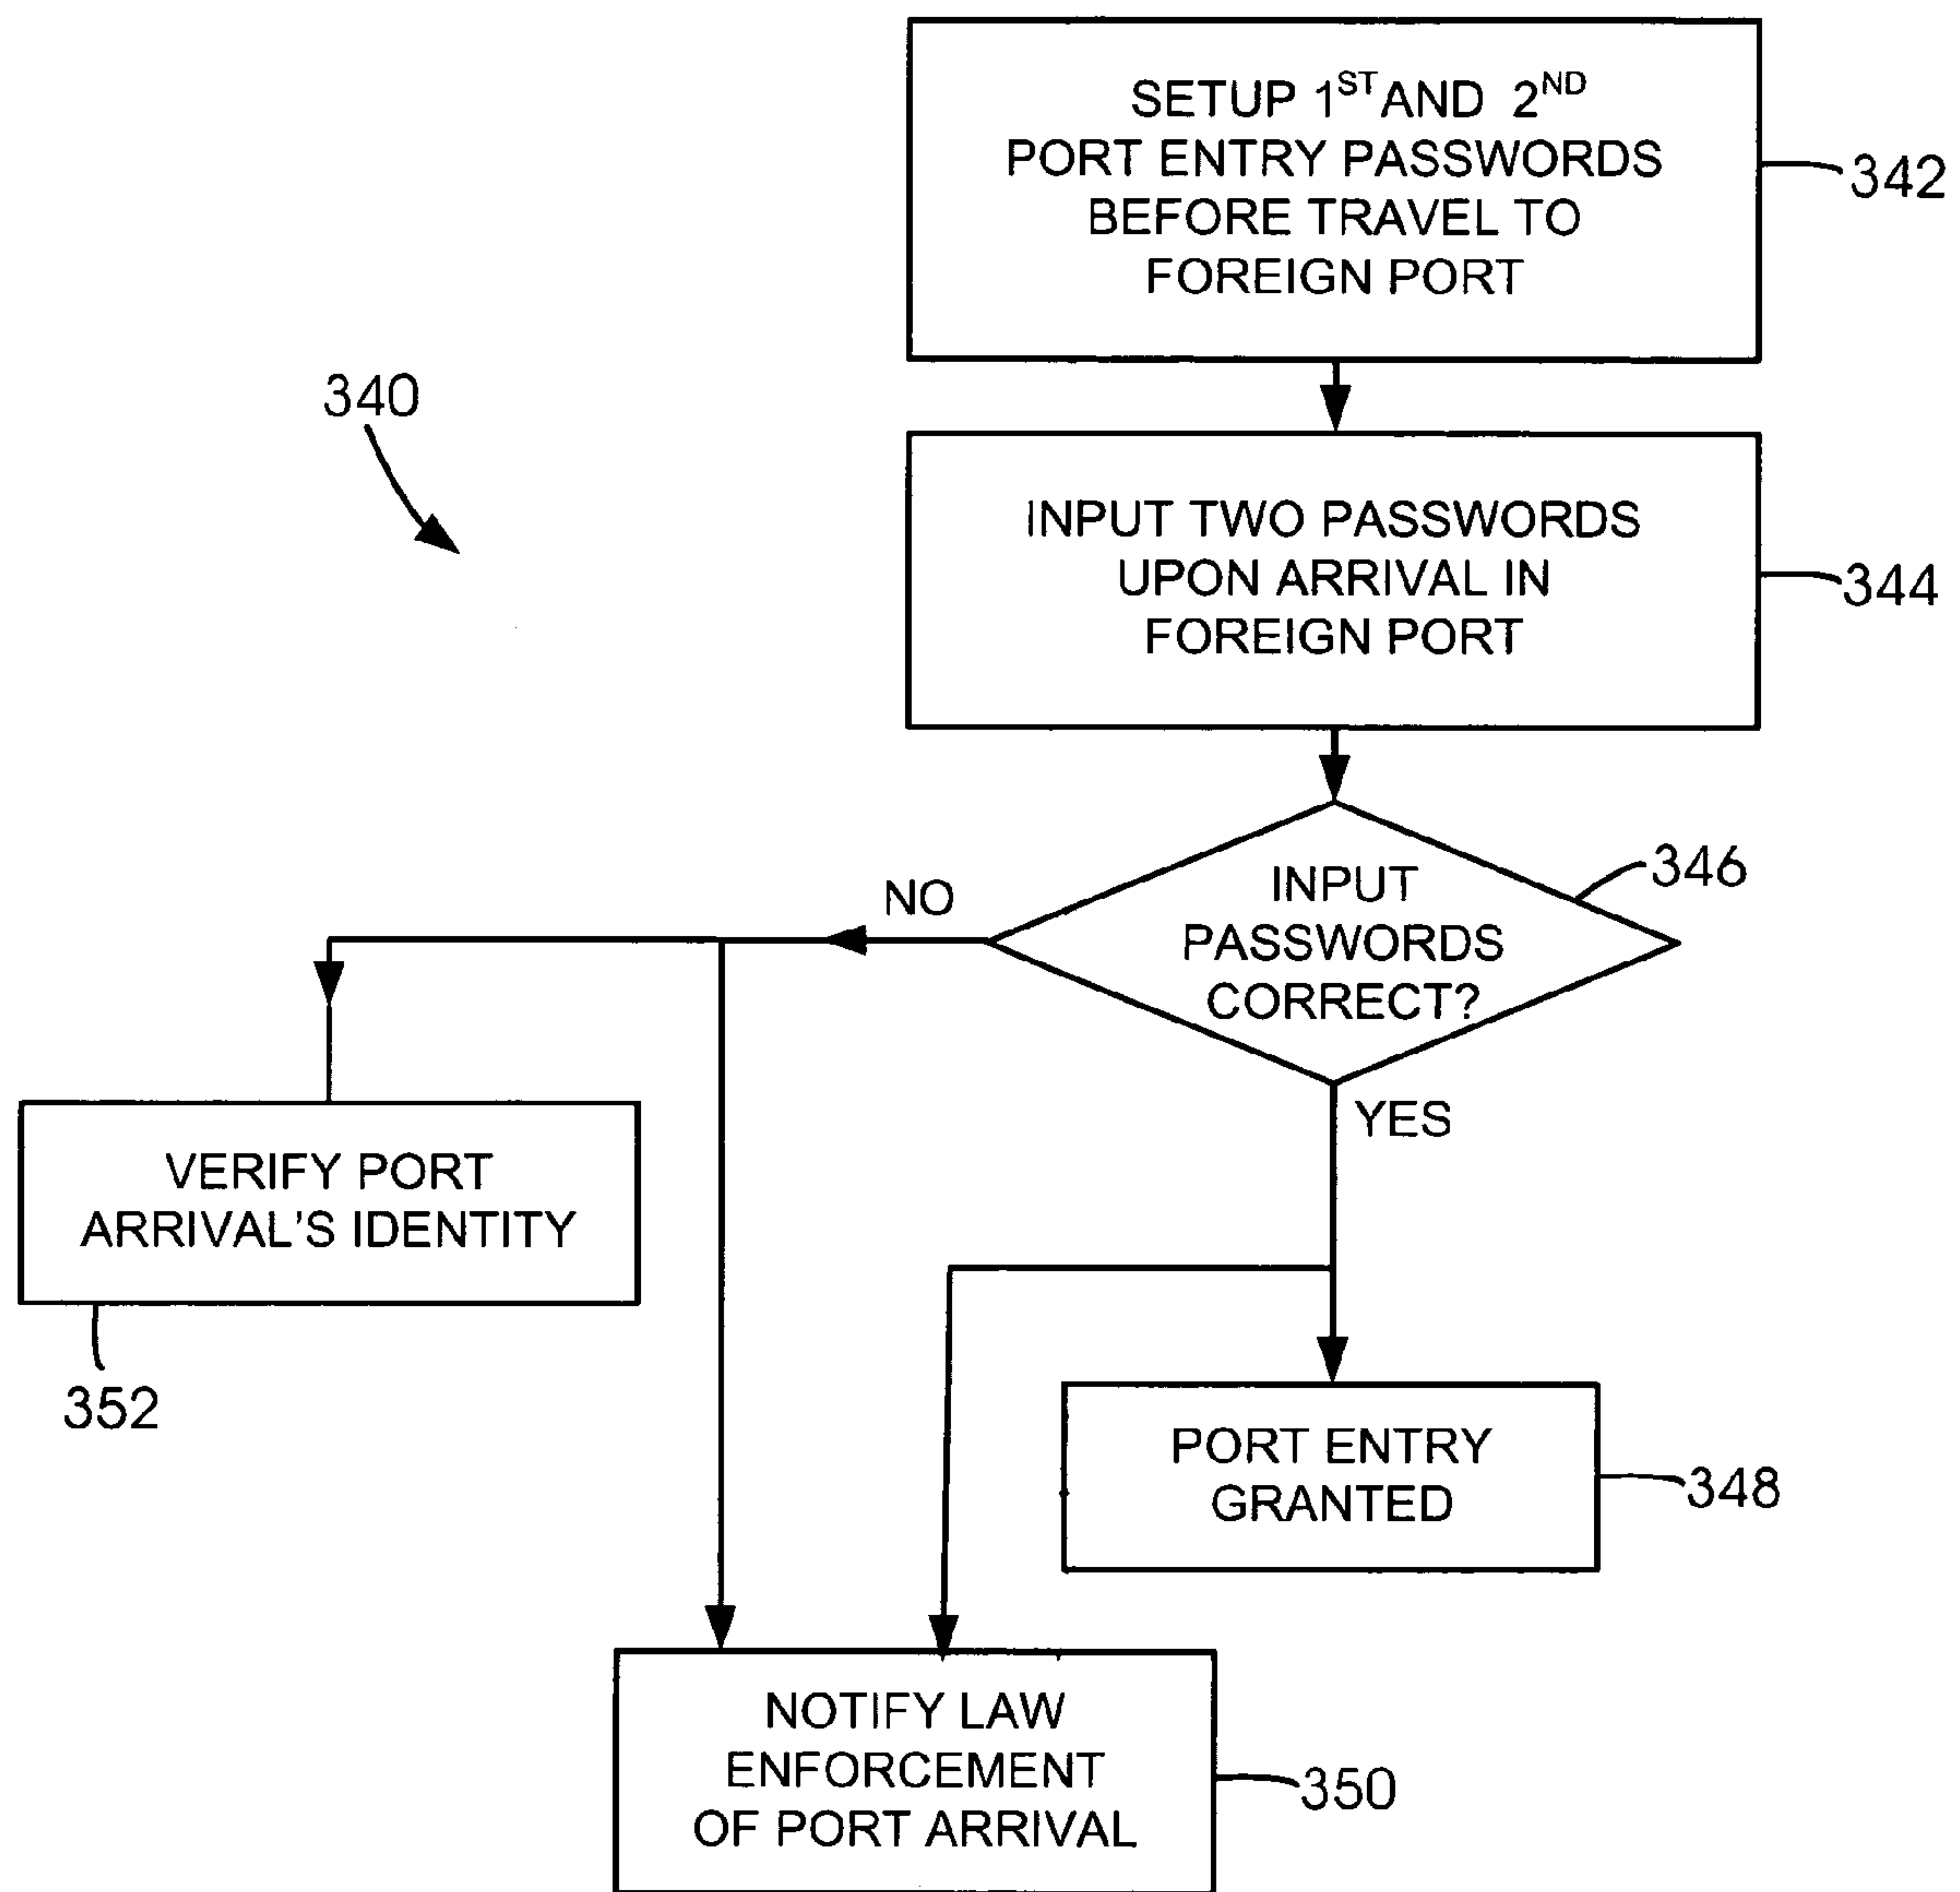 SETUP 1ST AND 2ND
PORT ENTRY PASSWORDS
BEFORE TRAVEL TO
FOREIGN PORT
342
340
INPUT TWO PASSWORDS
UPON ARRIVAL IN
FOREIGN PORT
344
INPUT
PASSWORDS
CORRECT?
346
NO
YES
VERIFY PORT
ARRIVAL'S IDENTITY
352
PORT ENTRY
GRANTED
348
NOTIFY LAW
ENFORCEMENT
OF PORT ARRIVAL
350